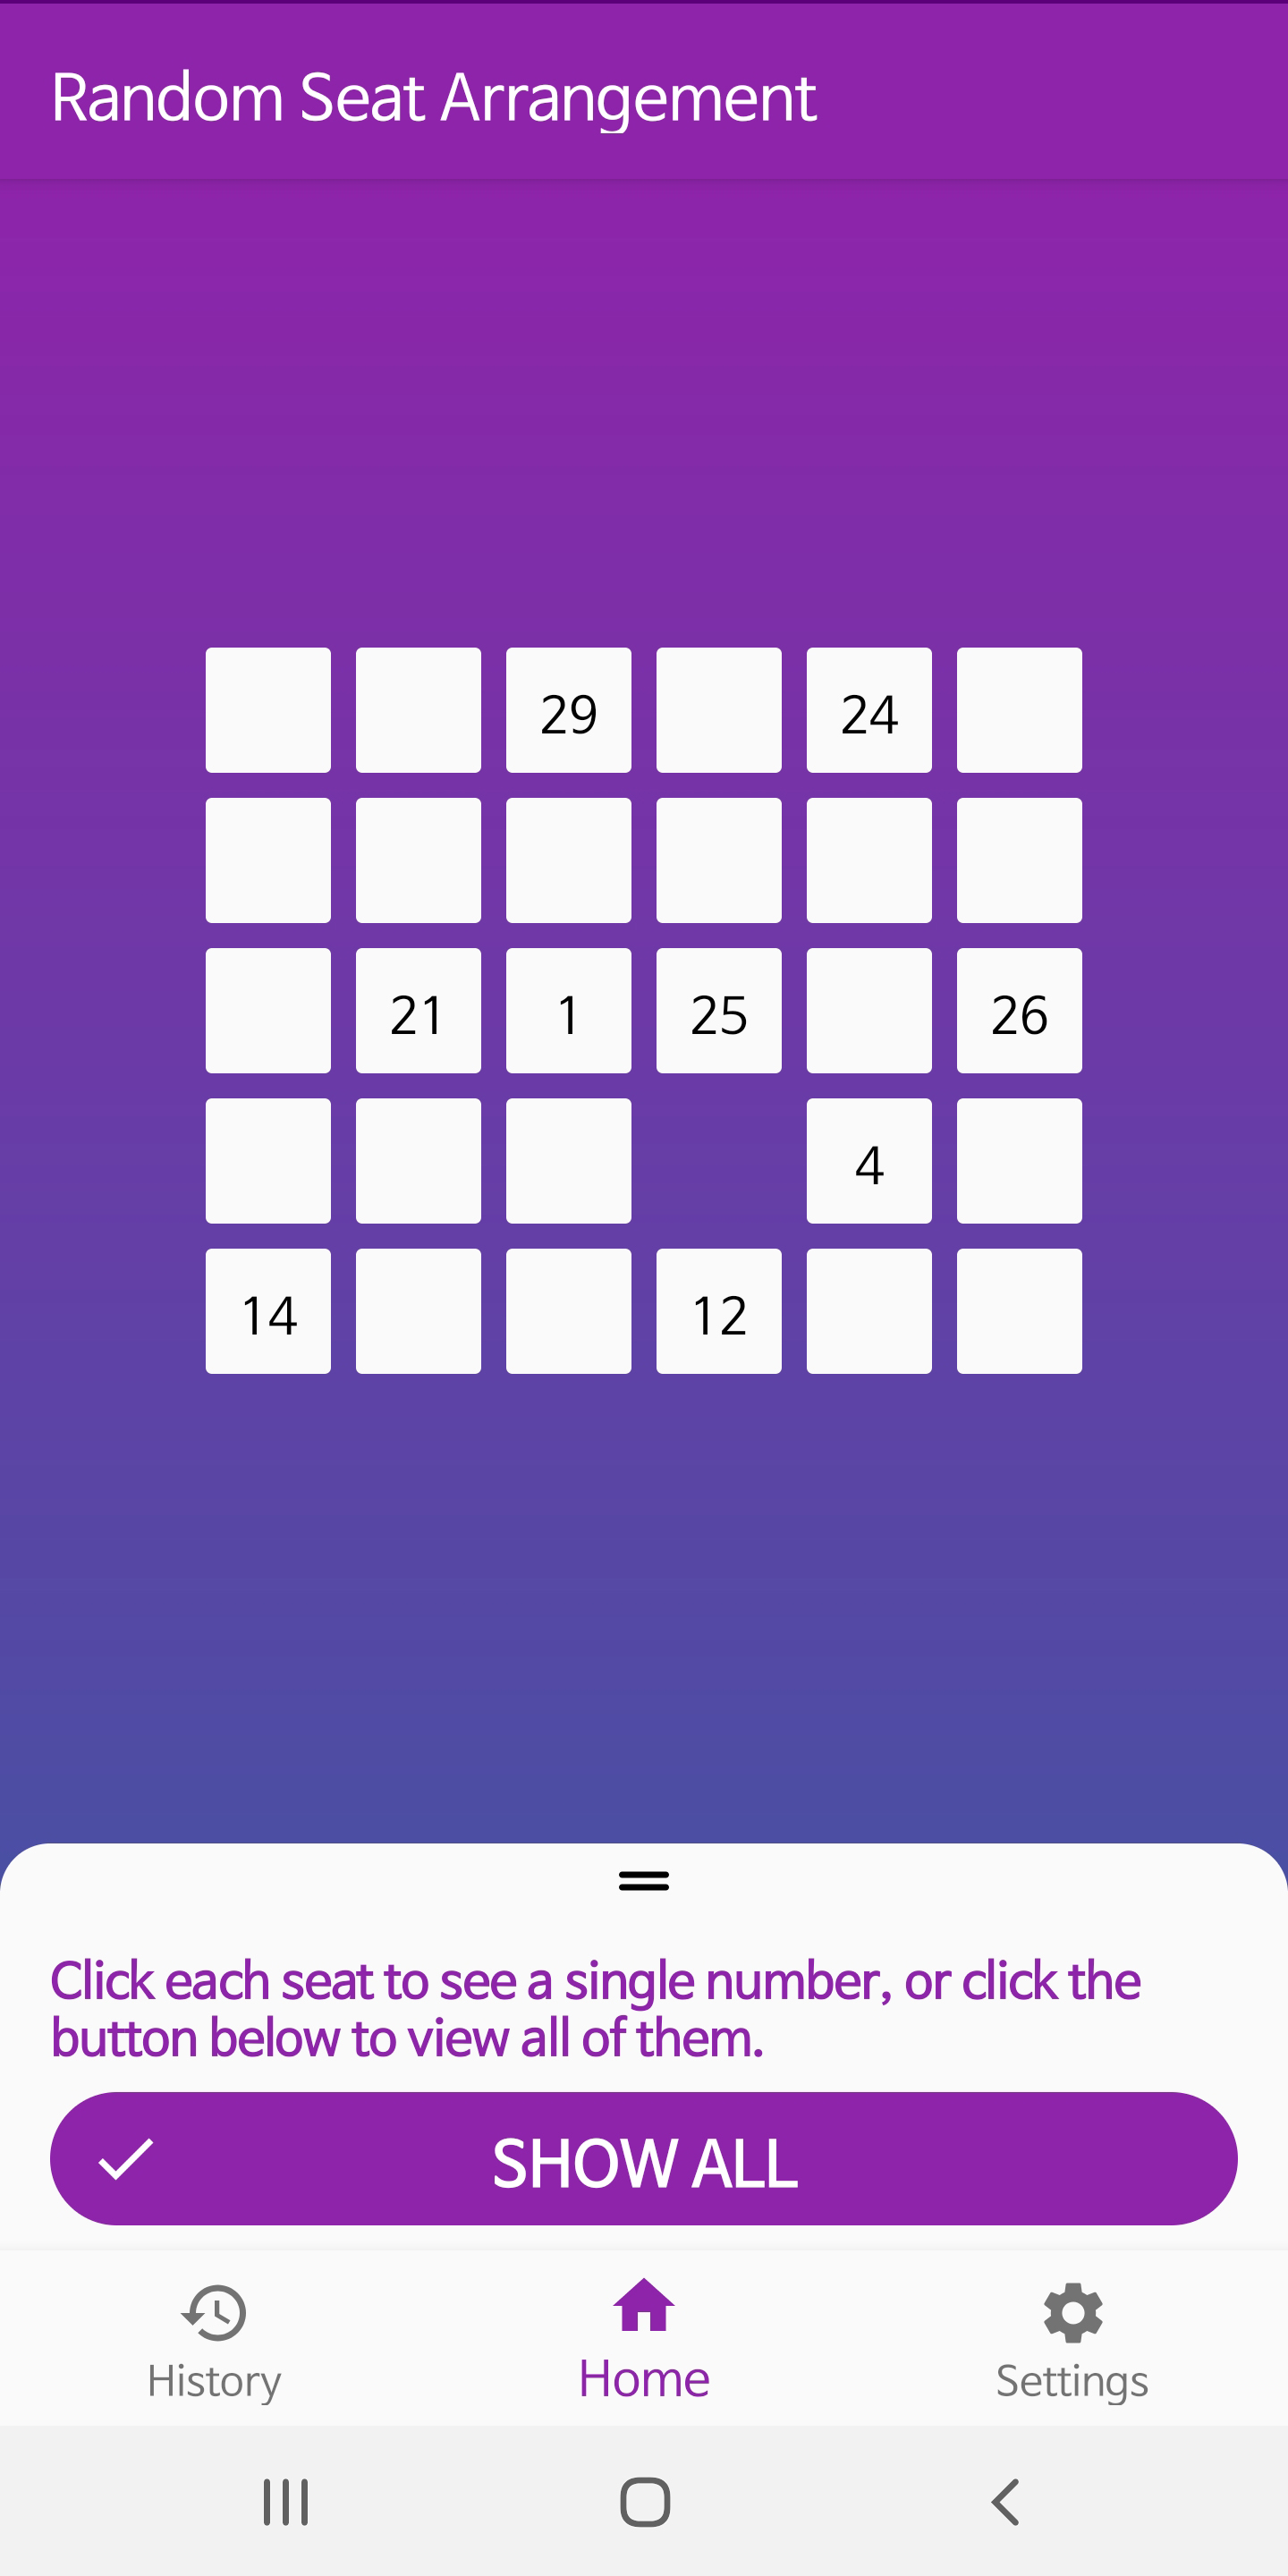 Random Seat Arrangement
29 24
21 1 25 26
4
14 12
Click each seat to see a single number, or click the
button below to view all of them.
SHOW ALL
History Home Settings